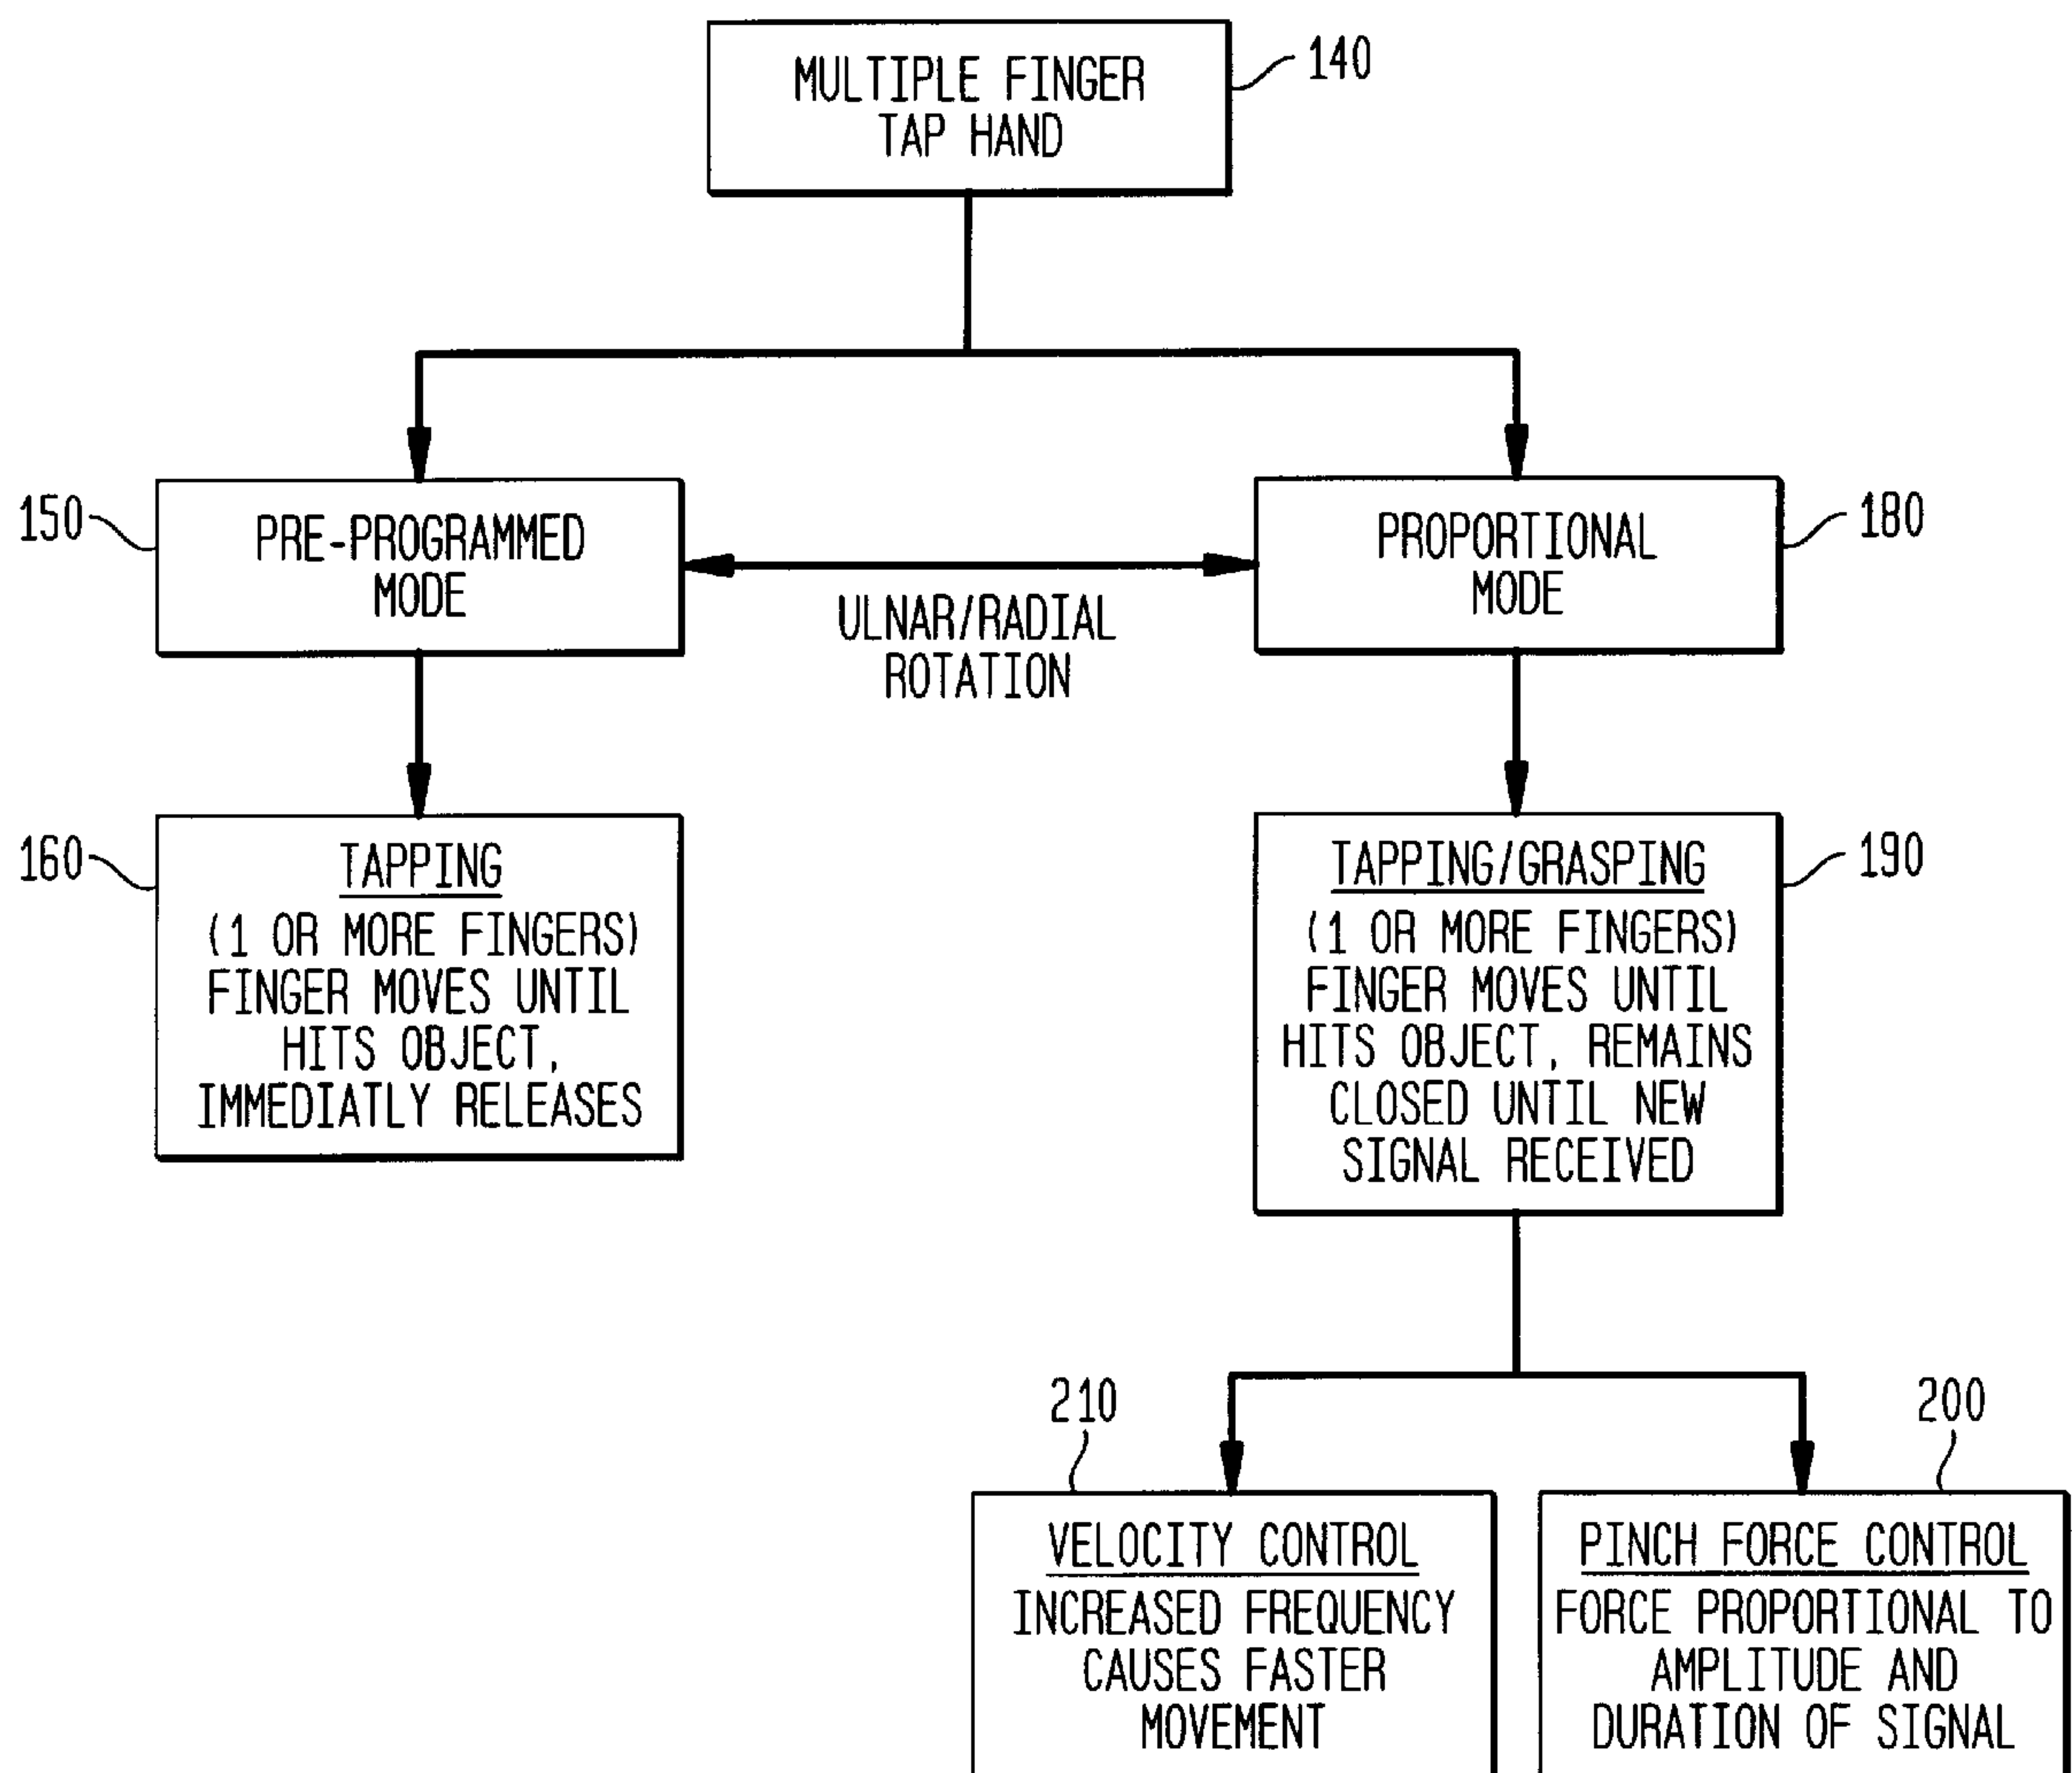 MULTIPLE FINGER
TAP HAND
140
150
PRE-PROGRAMMED
MODE
ULNAR/RADIAL
ROTATION
PROPORTIONAL
MODE
180
160
TAPPING
(1 OR MORE FINGERS)
FINGER MOVES UNTIL
HITS OBJECT,
IMMEDIATLY RELEASES
TAPPING/GRASPING
(1 OR MORE FINGERS)
FINGER MOVES UNTIL
HITS OBJECT, REMAINS
CLOSED UNTIL NEW
SIGNAL RECEIVED
190
210
VELOCITY CONTROL
INCREASED FREQUENCY
CAUSES FASTER
MOVEMENT
200
PINCH FORCE CONTROL
FORCE PROPORTIONAL TO
AMPLITUDE AND
DURATION OF SIGNAL